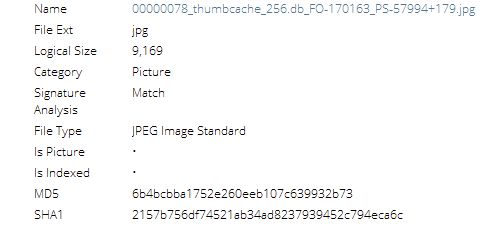 Name 00000078_thumbcache_256.db_FO-170163_PS-57994+179.jpg
File Ext jpg
Logical Size 9,169
Category Picture
Signature Analysis Match
File Type JPEG Image Standard
Is Picture •
Is Indexed •
MD5 6b4bcbba1752e260eeb107c639932b73
SHA1 2157b756df74521ab34ad8237939452c794eca6c